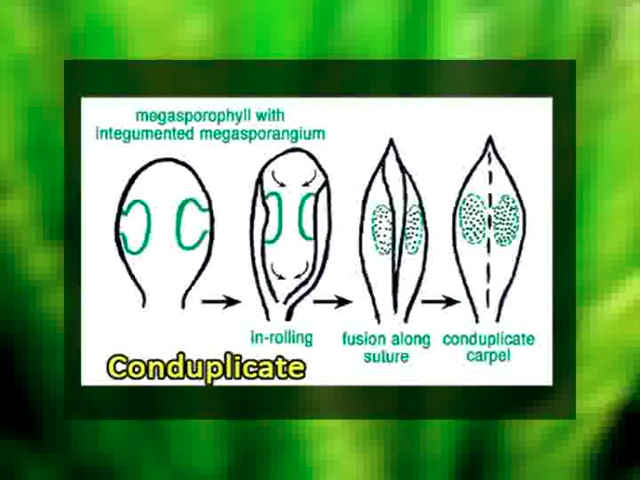 megasporophyll with
integumented megasporangium
in-rolling
fusion along
suture
conduplicate
carpel
Conduplicate